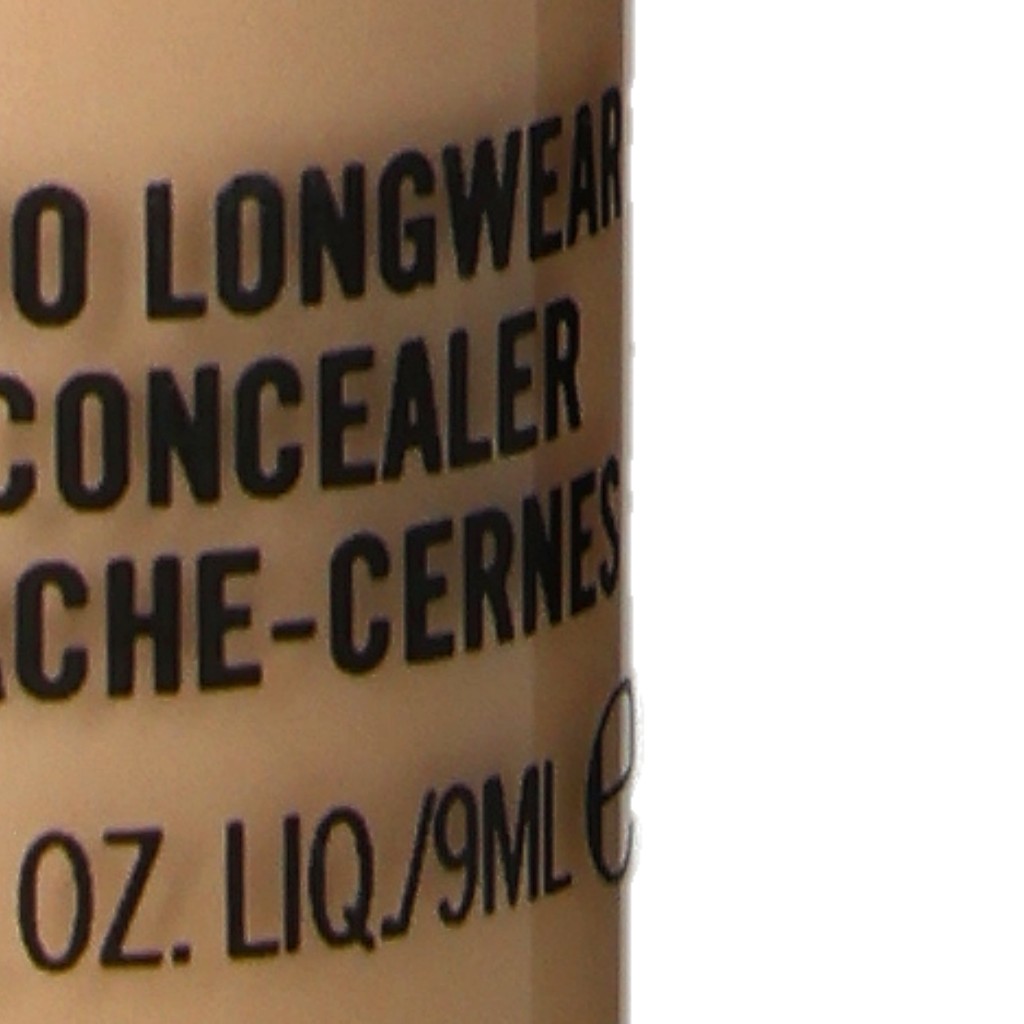 O LONGWEAR
CONCEALER
ACHE-CERNES
OZ. LIQ./9ML e